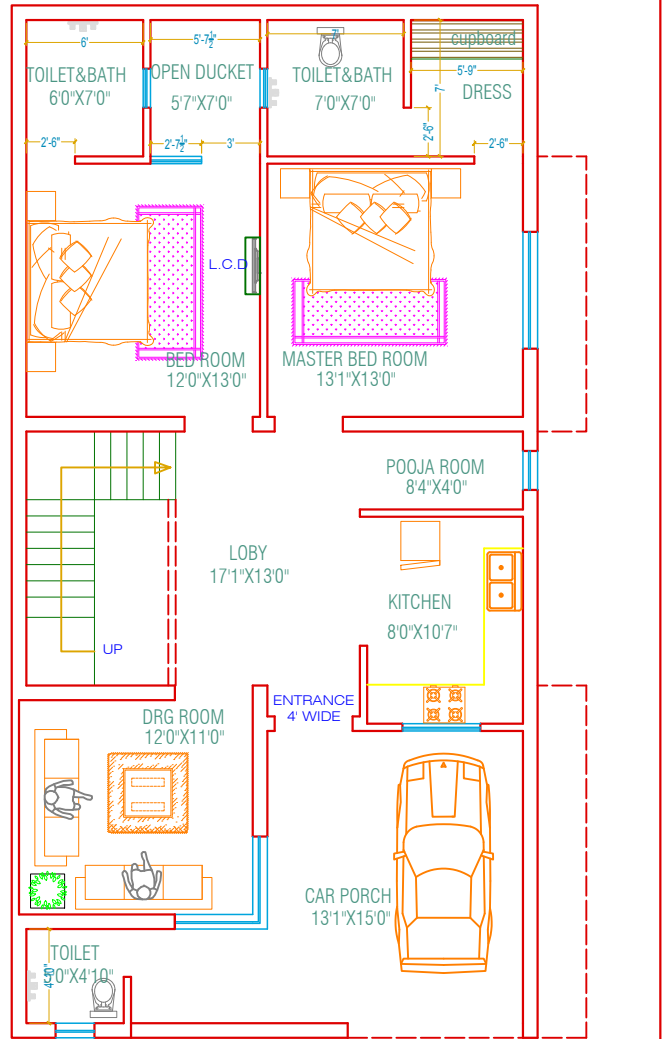 cupboard
6'
5'-7½"
7'
TOILET&BATH
6'0"X7'0"
OPEN DUCKET
5'7"X7'0"
TOILET&BATH
7'0"X7'0"
5'-9"
7'
DRESS
2'-6"
2'-7½"
3'
2'-6"
2'-6"
L.C.D
BED ROOM
12'0"X13'0"
MASTER BED ROOM
13'1"X13'0"
POOJA ROOM
8'4"X4'0"
LOBY
17'1"X13'0"
KITCHEN
8'0"X10'7"
UP
ENTRANCE
4' WIDE
DRG ROOM
12'0"X11'0"
CAR PORCH
13'1"X15'0"
TOILET
0"X4'10"
4'-10"